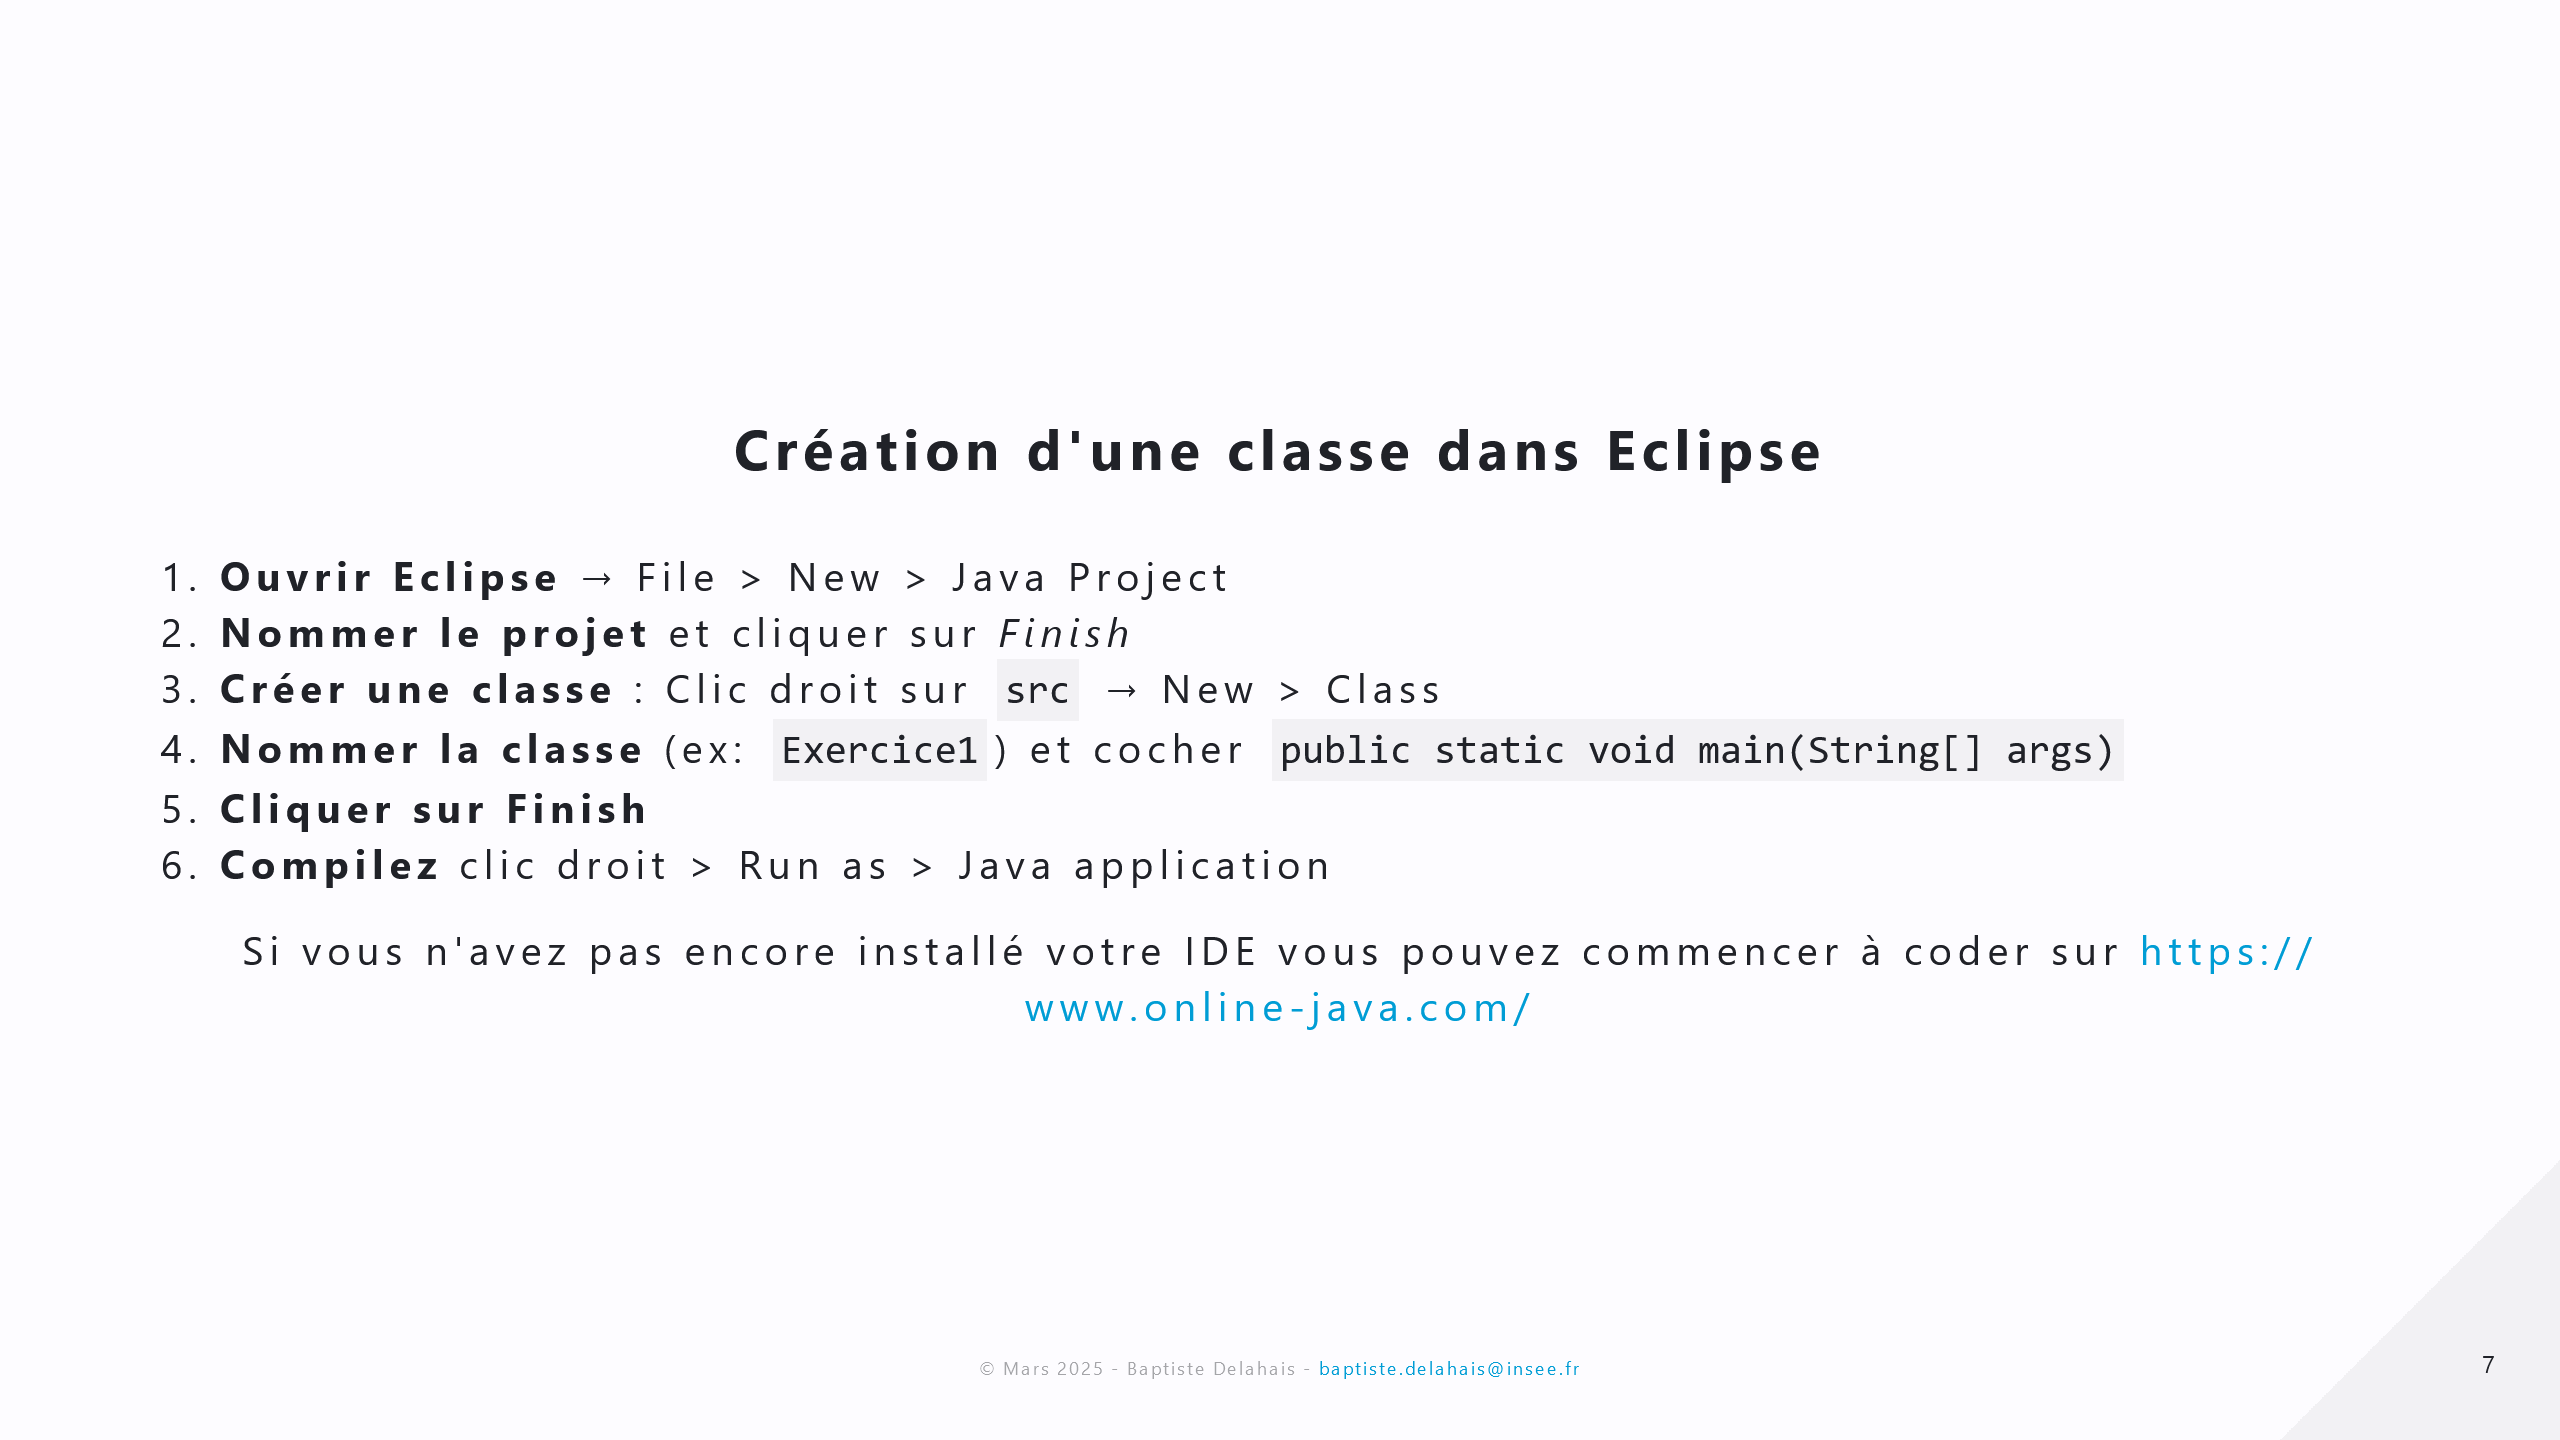 Création d'une classe dans Eclipse
1. Ouvrir Eclipse → File > New > Java Project
2. Nommer le projet et cliquer sur Finish
3. Créer une classe : Clic droit sur src → New > Class
4. Nommer la classe (ex: Exercice1 ) et cocher public static void main(String[] args)
5. Cliquer sur Finish
6. Compilez clic droit > Run as > Java application
Si vous n'avez pas encore installé votre IDE vous pouvez commencer à coder sur https://
www.online-java.com/
© Mars 2025 - Baptiste Delahais - baptiste.delahais@insee.fr
7